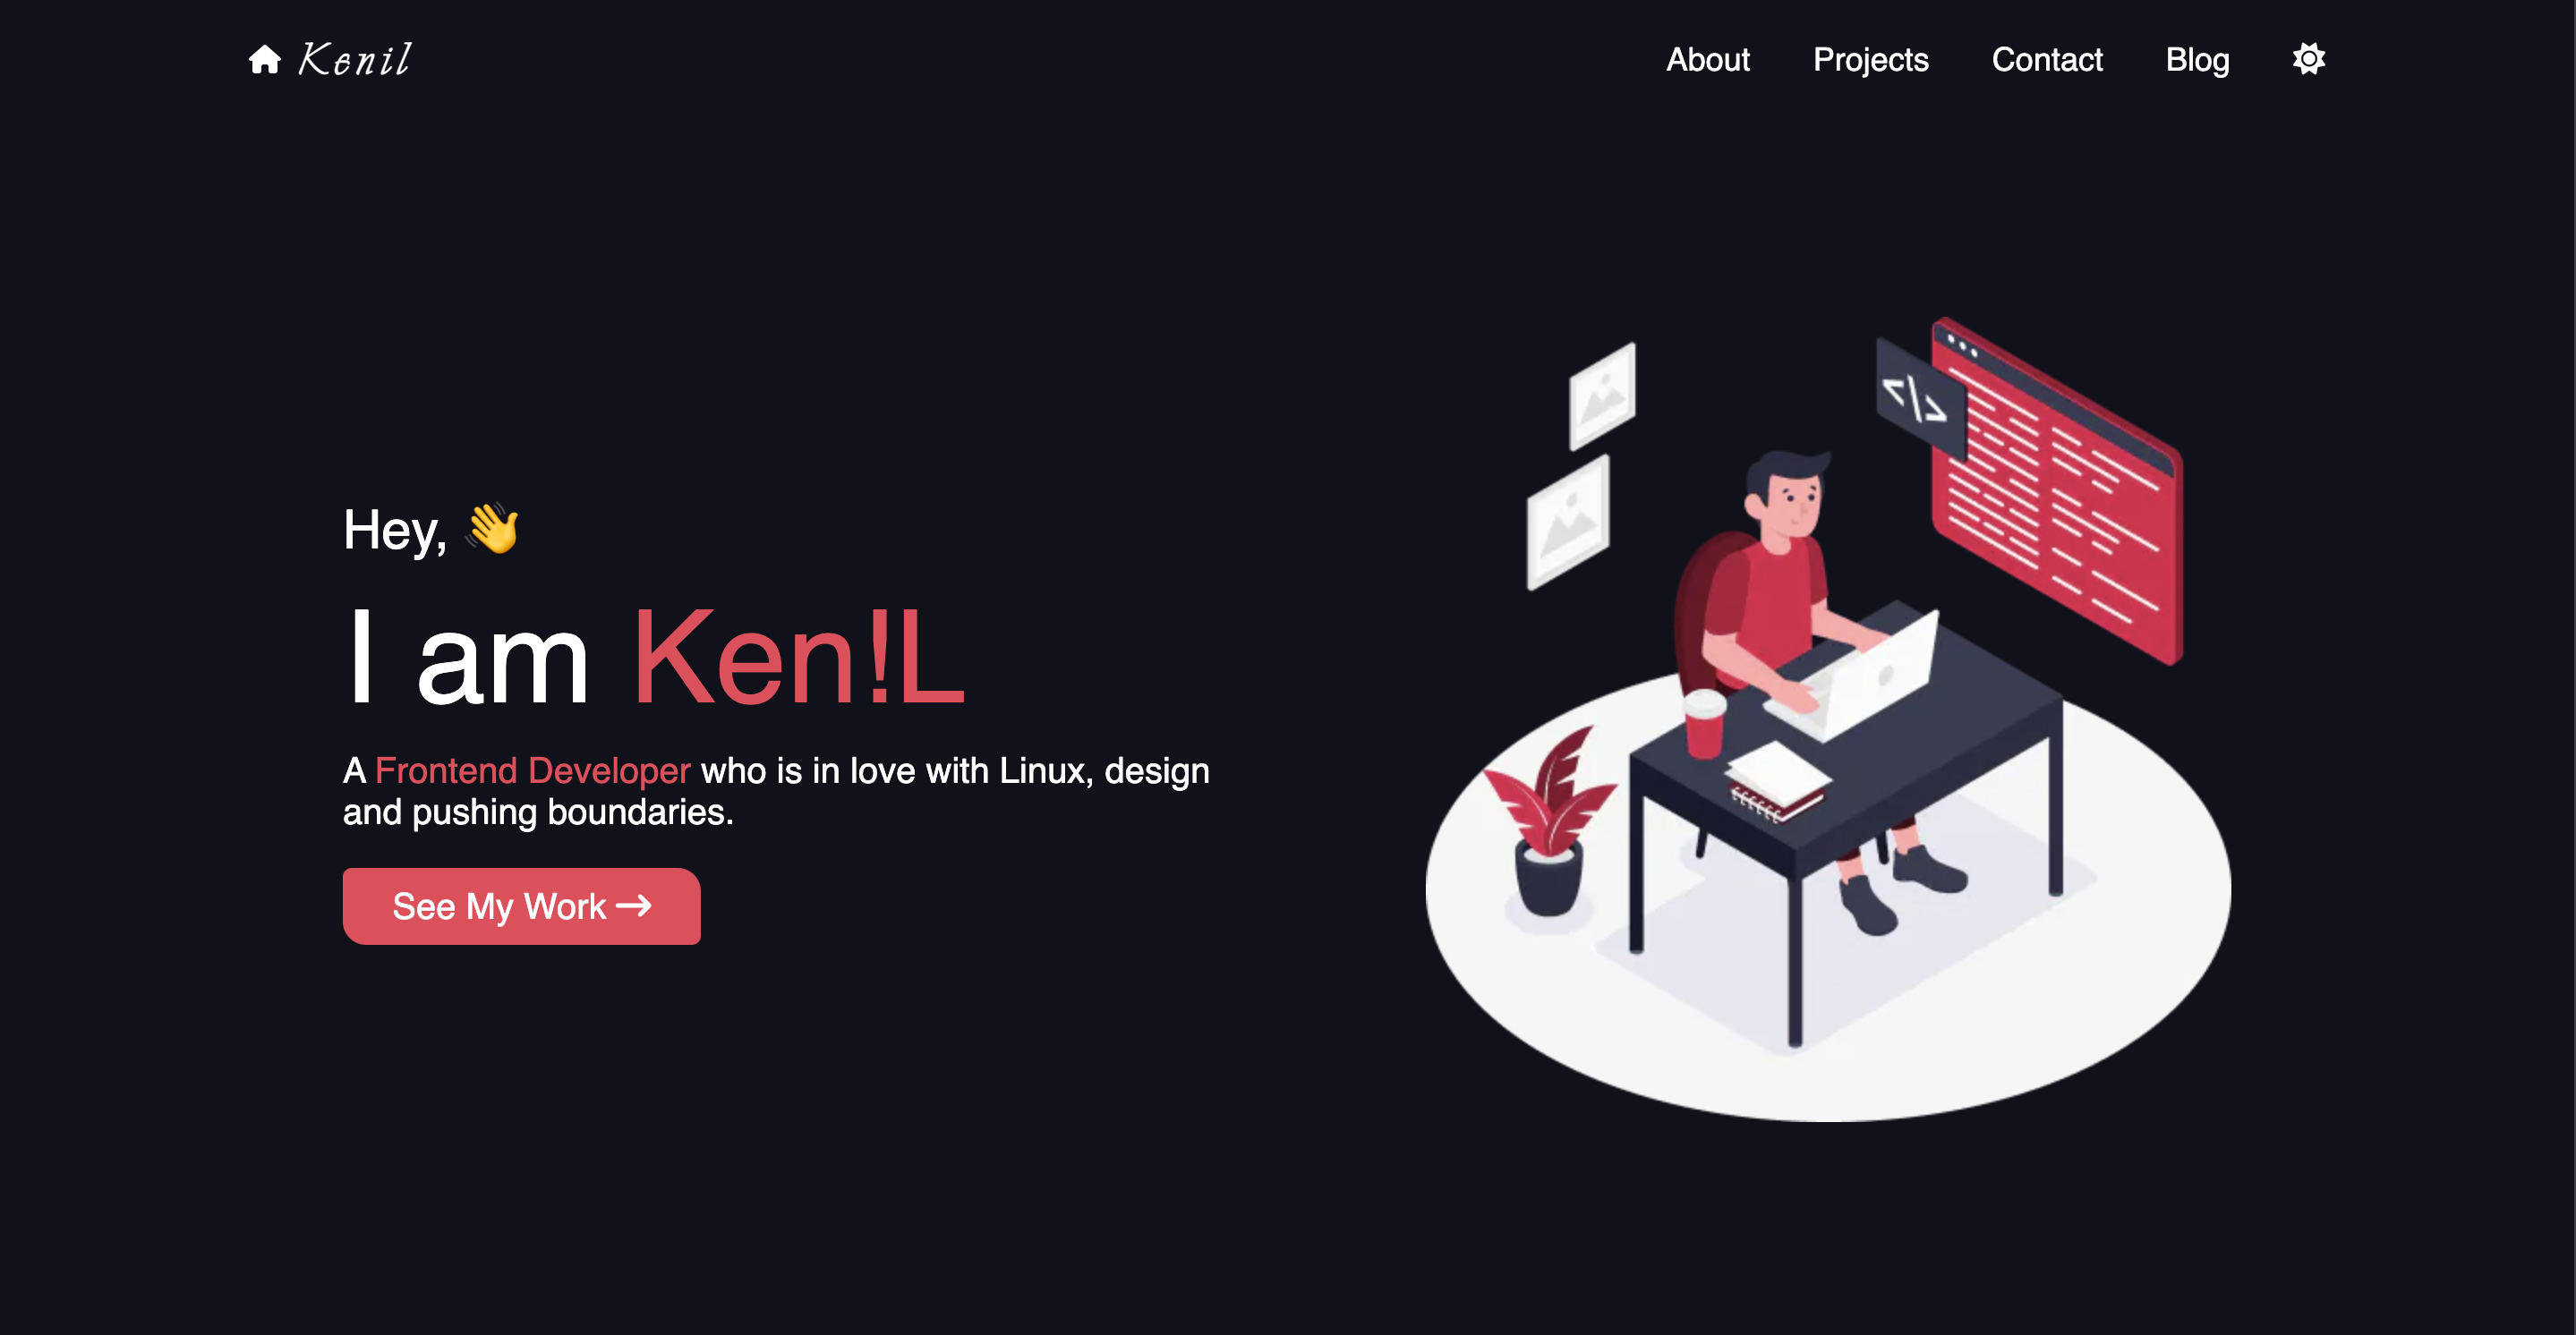 Kenil
About Projects Contact Blog
</>
Hey, 👋
I am Ken!L
A Frontend Developer who is in love with Linux, design
and pushing boundaries.
See My Work →